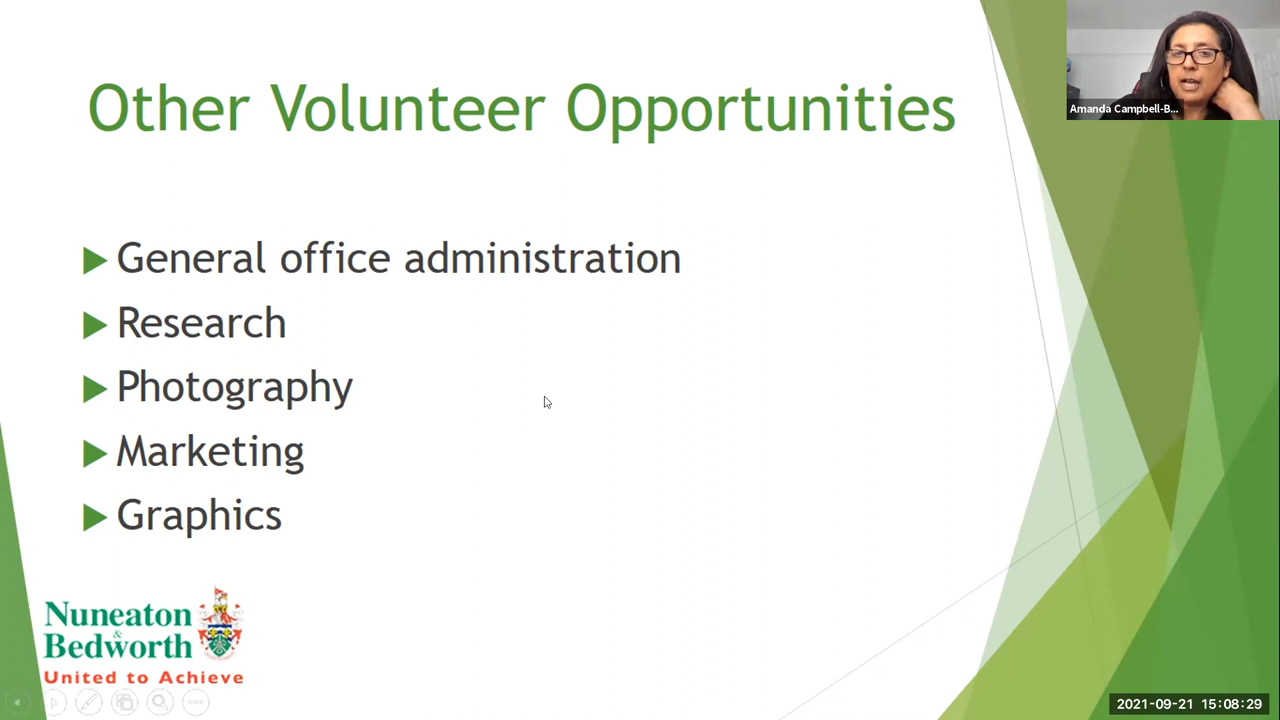 Other Volunteer Opportunities
Amanda Campbell-B...
General office administration
Research
Photography
Marketing
Graphics
Nuneaton
&
Bedworth
United to Achieve
2021-09-21 15:08:29